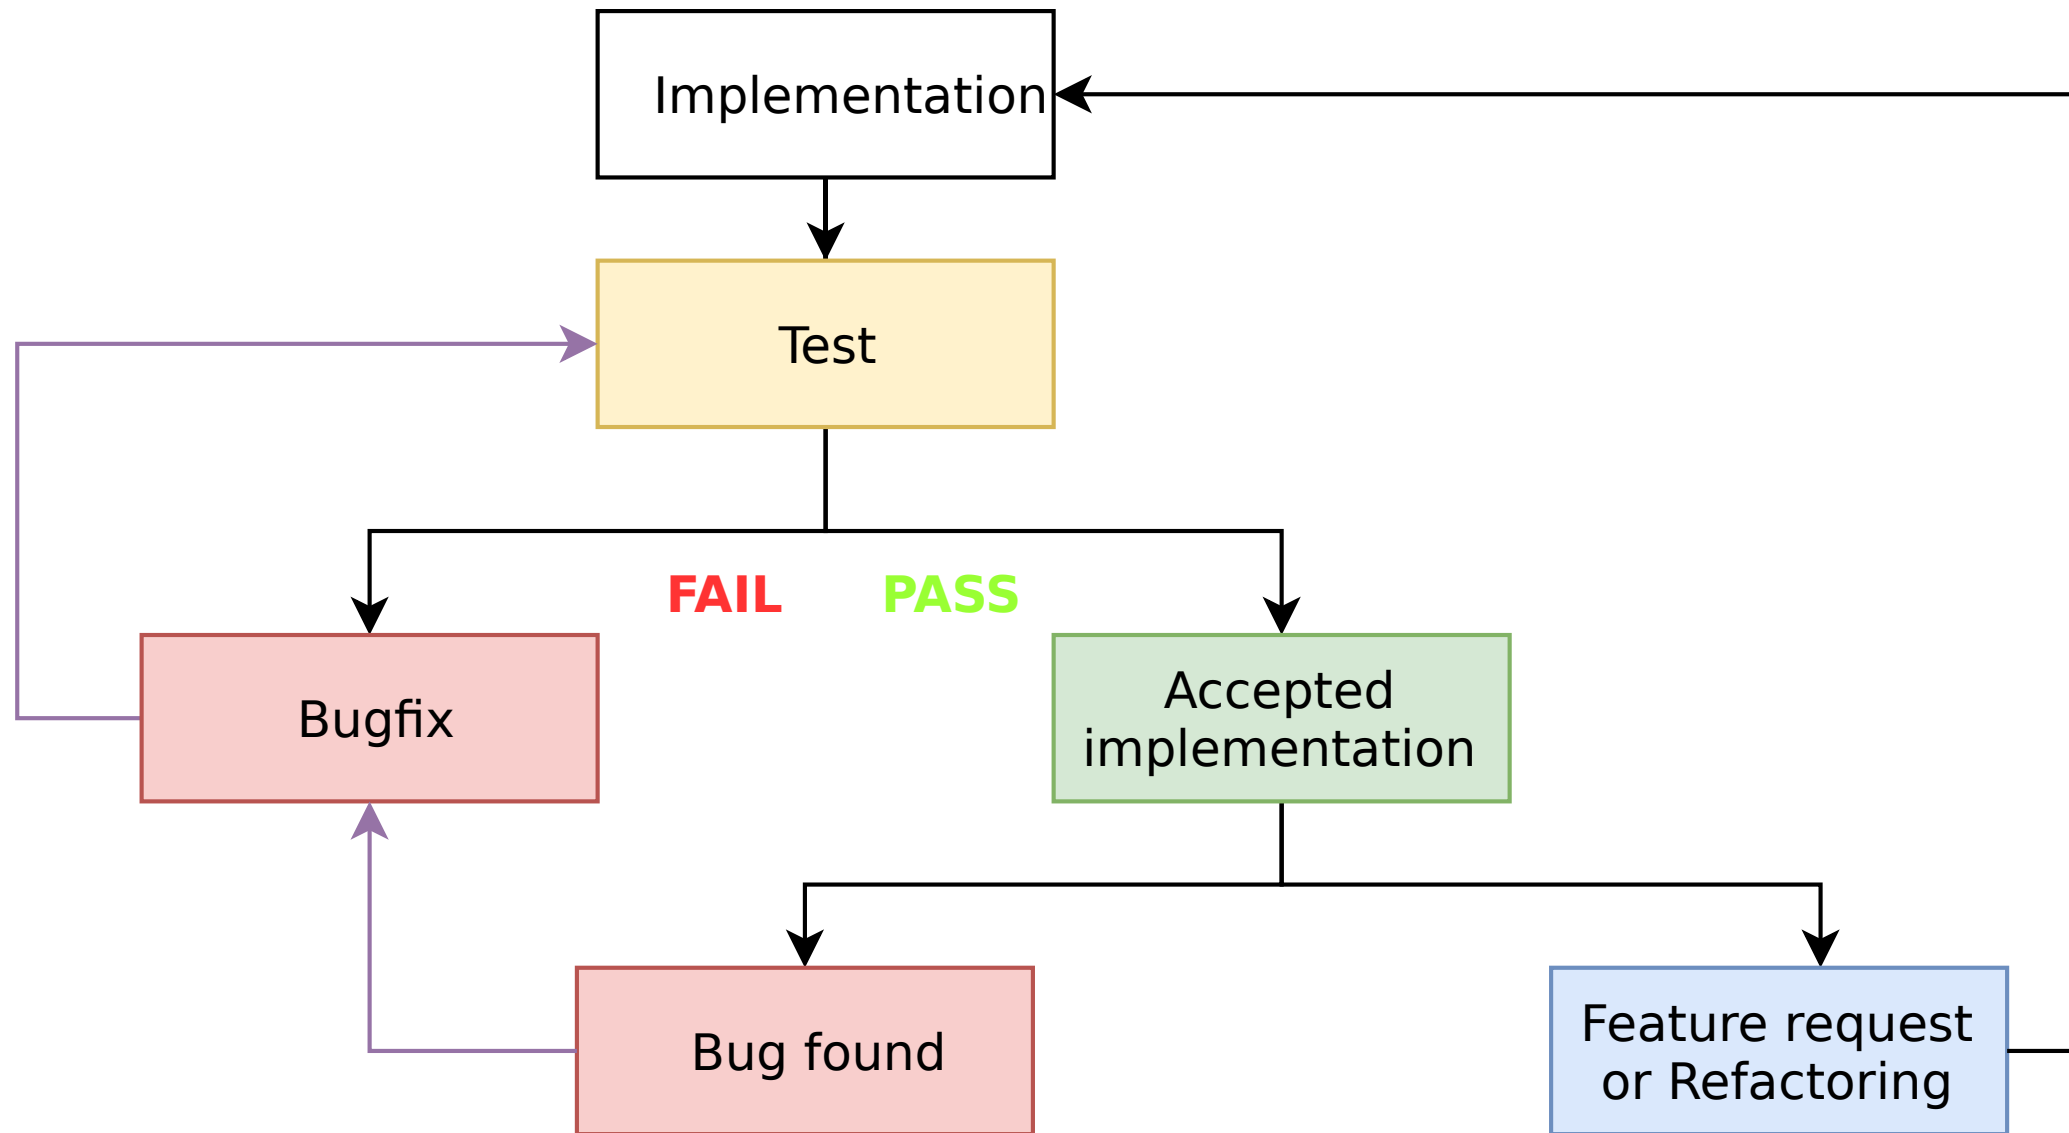 Implementation
Test
FAIL
PASS
Bugfix
Accepted
implementation
Bug found
Feature request
or Refactoring